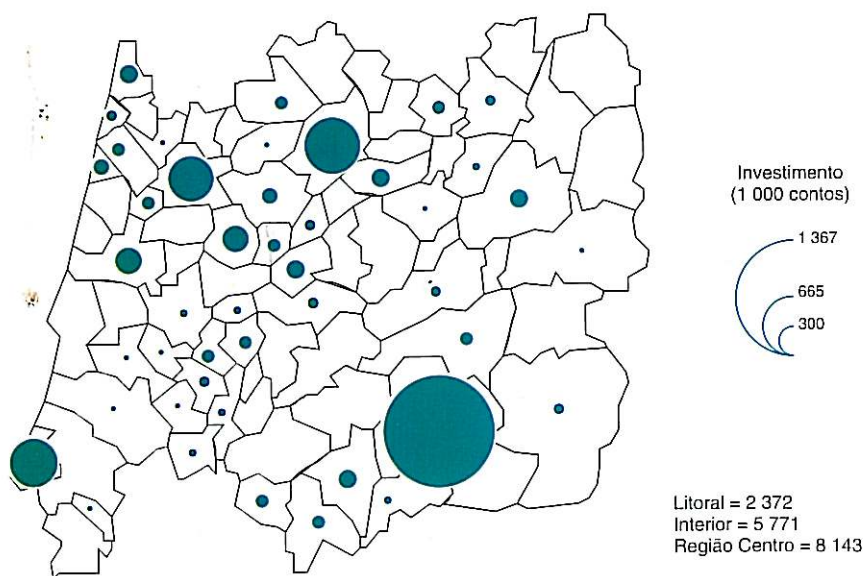 Investimento
(1 000 contos)
1 367
665
300
Litoral = 2 372
Interior = 5 771
Região Centro = 8 143